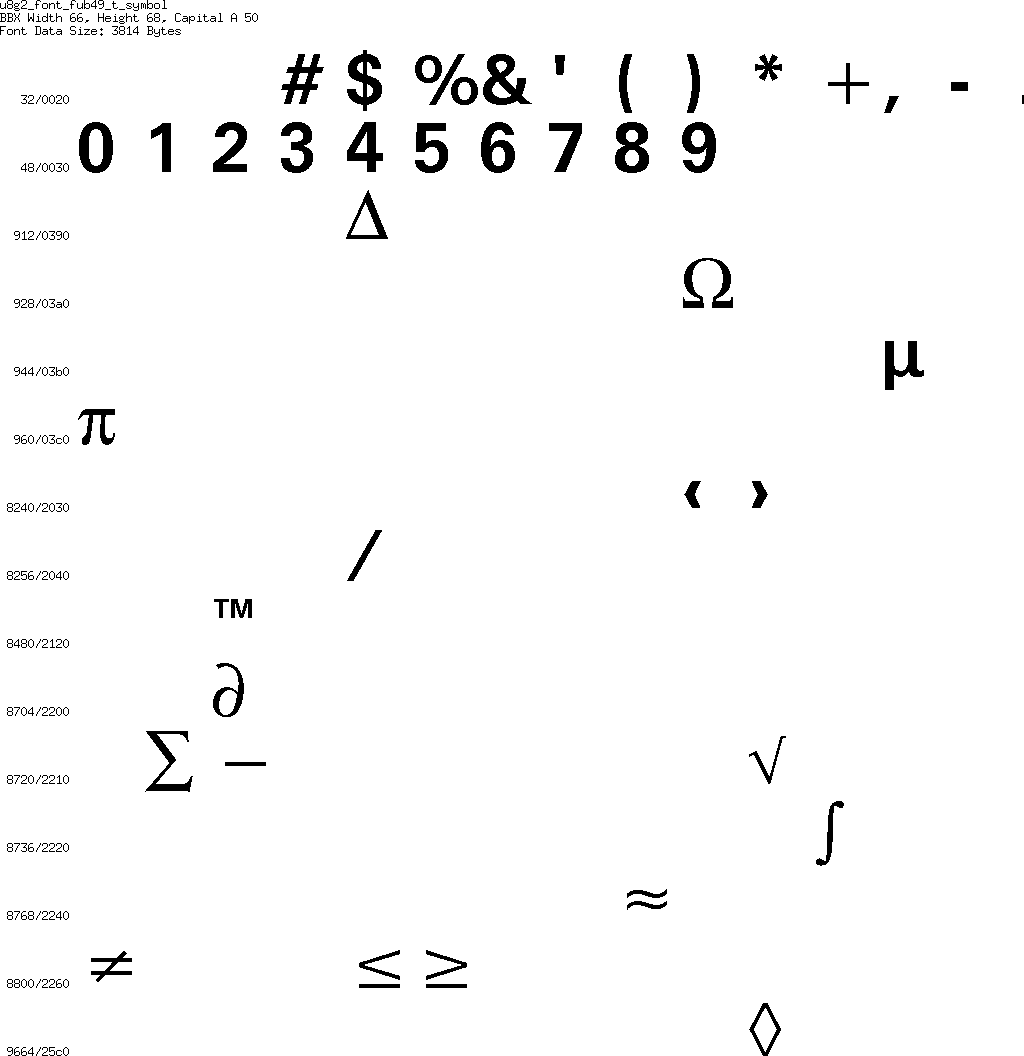 u8g2_font_fub49_t_symbol
BBX Width 66, Height 68, Capital A 50
Font Data Size: 3814 Bytes
32/0020 # $ % & ' ( ) * + , - .
48/0030 0 1 2 3 4 5 6 7 8 9
912/0390 Δ
928/03a0 Ω
944/03b0 μ
960/03c0 π
8240/2030 ‹ ›
8256/2040 ⁄
8480/2120 ™
8704/2200 ∂
8720/2210 ∑ − √
8736/2220 ∫
8768/2240 ≈
8800/2260 ≠ ≤ ≥
9664/25c0 ◊